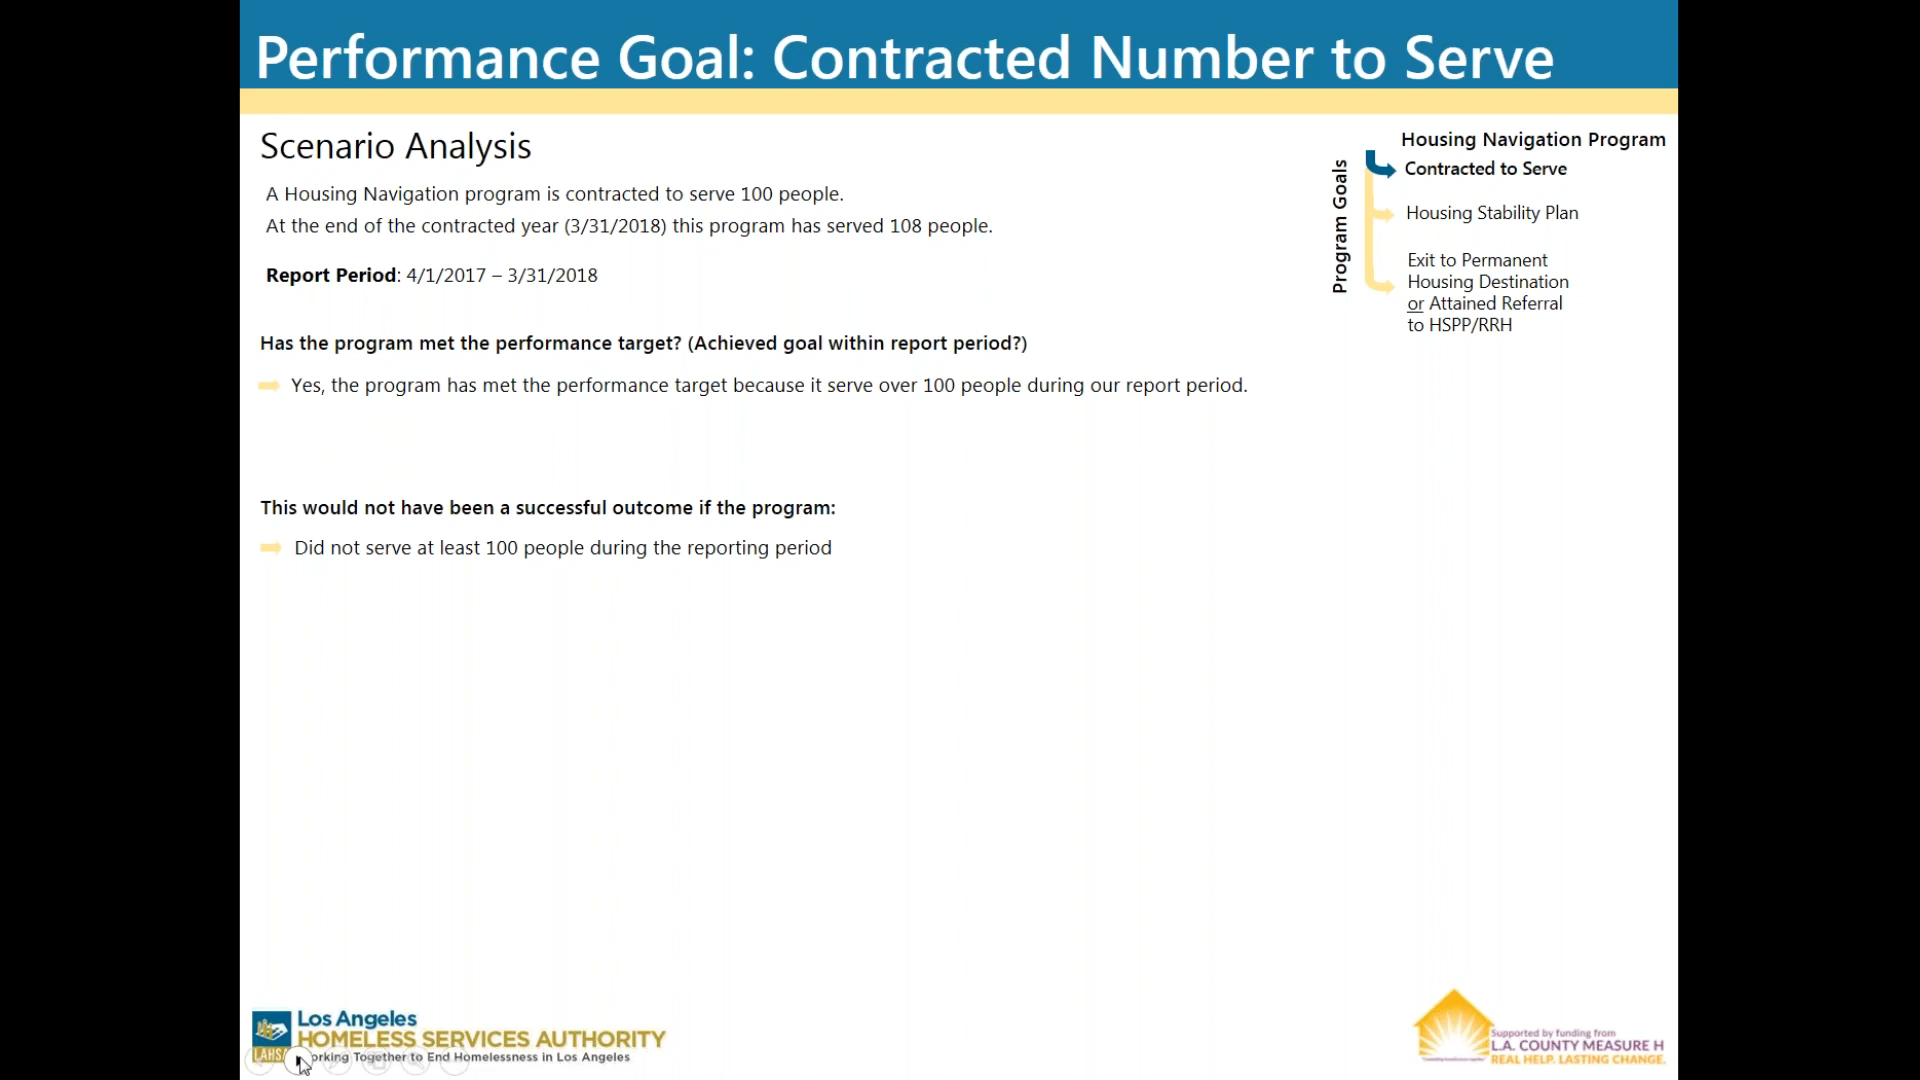 Performance Goal: Contracted Number to Serve
Scenario Analysis
A Housing Navigation program is contracted to serve 100 people.
At the end of the contracted year (3/31/2018) this program has served 108 people.
Report Period: 4/1/2017 – 3/31/2018
Has the program met the performance target? (Achieved goal within report period?)
Yes, the program has met the performance target because it serve over 100 people during our report period.
This would not have been a successful outcome if the program:
Did not serve at least 100 people during the reporting period
Program Goals
Housing Navigation Program
Contracted to Serve
Housing Stability Plan
Exit to Permanent
Housing Destination
or Attained Referral
to HSPP/RRH
Los Angeles
HOMELESS SERVICES AUTHORITY
orking Together to End Homelessness in Los Angeles
LAHSA
Supported by funding from
L.A. COUNTY MEASURE H
REAL HELP. LASTING CHANGE.